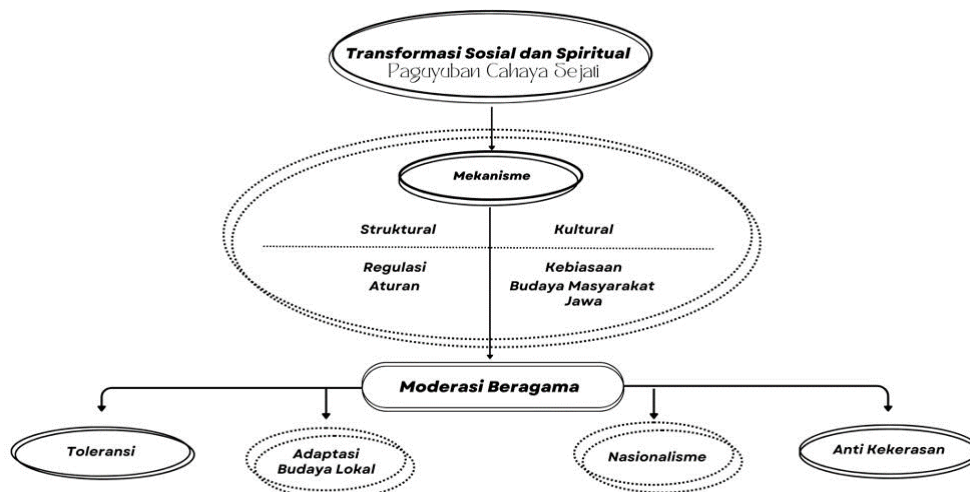 Transformasi Sosial dan Spiritual
Paguyuban Cahaya Sejati
Mekanisme
Struktural
Kultural
Regulasi
Aturan
Kebiasaan
Budaya Masyarakat
Jawa
Moderasi Beragama
Toleransi
Adaptasi
Budaya Lokal
Nasionalisme
Anti Kekerasan